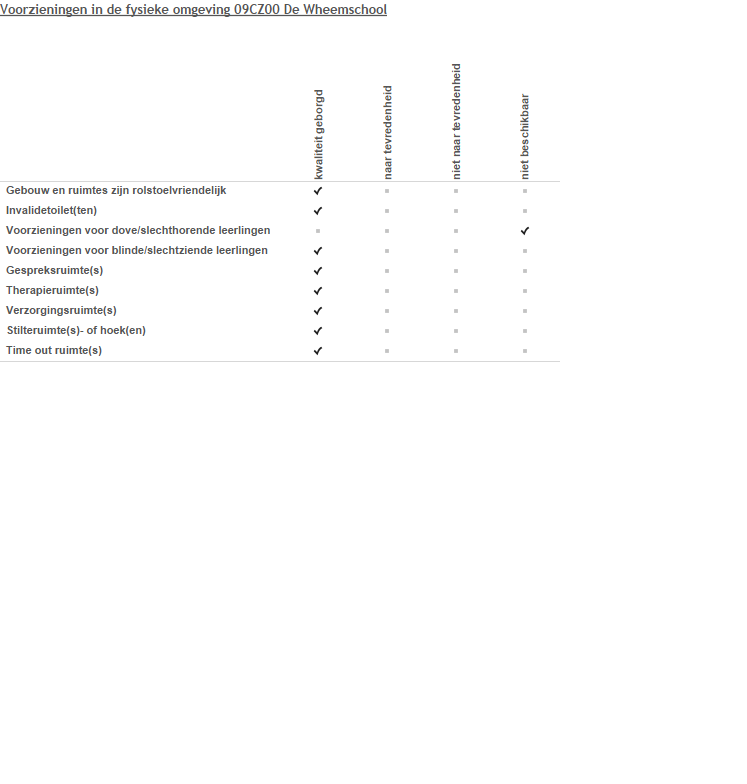 Voorzieningen in de fysieke omgeving 09CZ00 De Wheemschool
kwaliteit geborgd
naar tevredenheid
niet naar tevredenheid
niet beschikbaar
Gebouw en ruimtes zijn rolstoelvriendelijk
Invalidetoilet(ten)
Voorzieningen voor dove/slechthorende leerlingen
Voorzieningen voor blinde/slechtziende leerlingen
Gespreksruimte(s)
Therapieruimte(s)
Verzorgingsruimte(s)
Stilteruimte(s)- of hoek(en)
Time out ruimte(s)